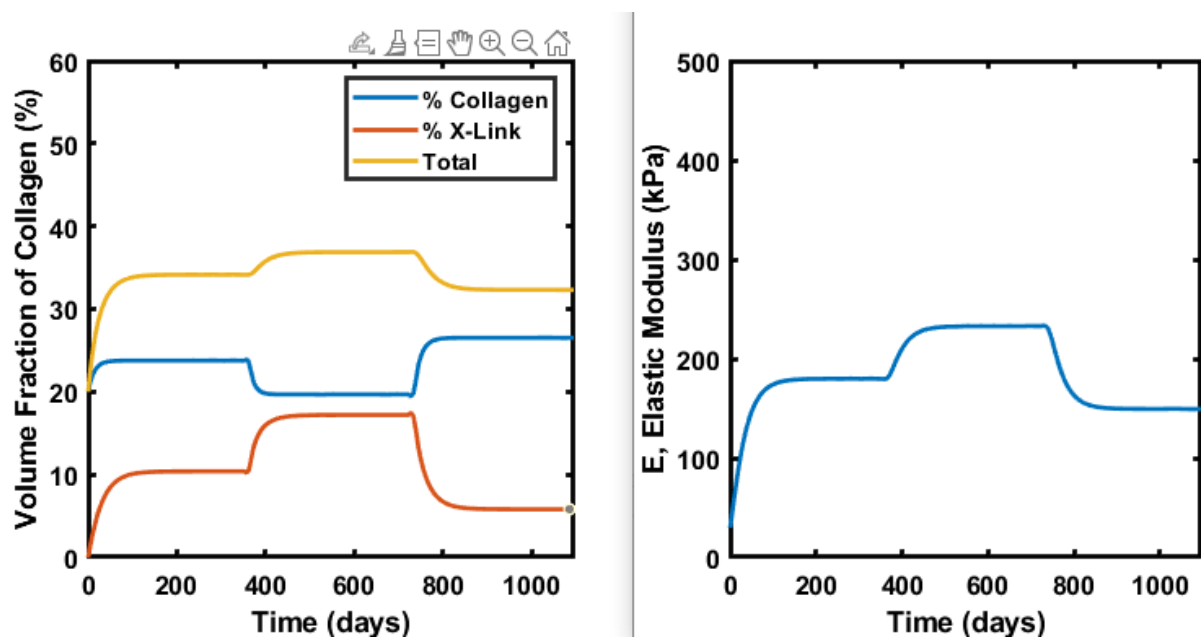 60
50
40
30
20
10
0
Volume Fraction of Collagen (%)
% Collagen
% X-Link
Total
0 200 400 600 800 1000
Time (days)
500
400
300
200
100
0
E, Elastic Modulus (kPa)
0 200 400 600 800 1000
Time (days)